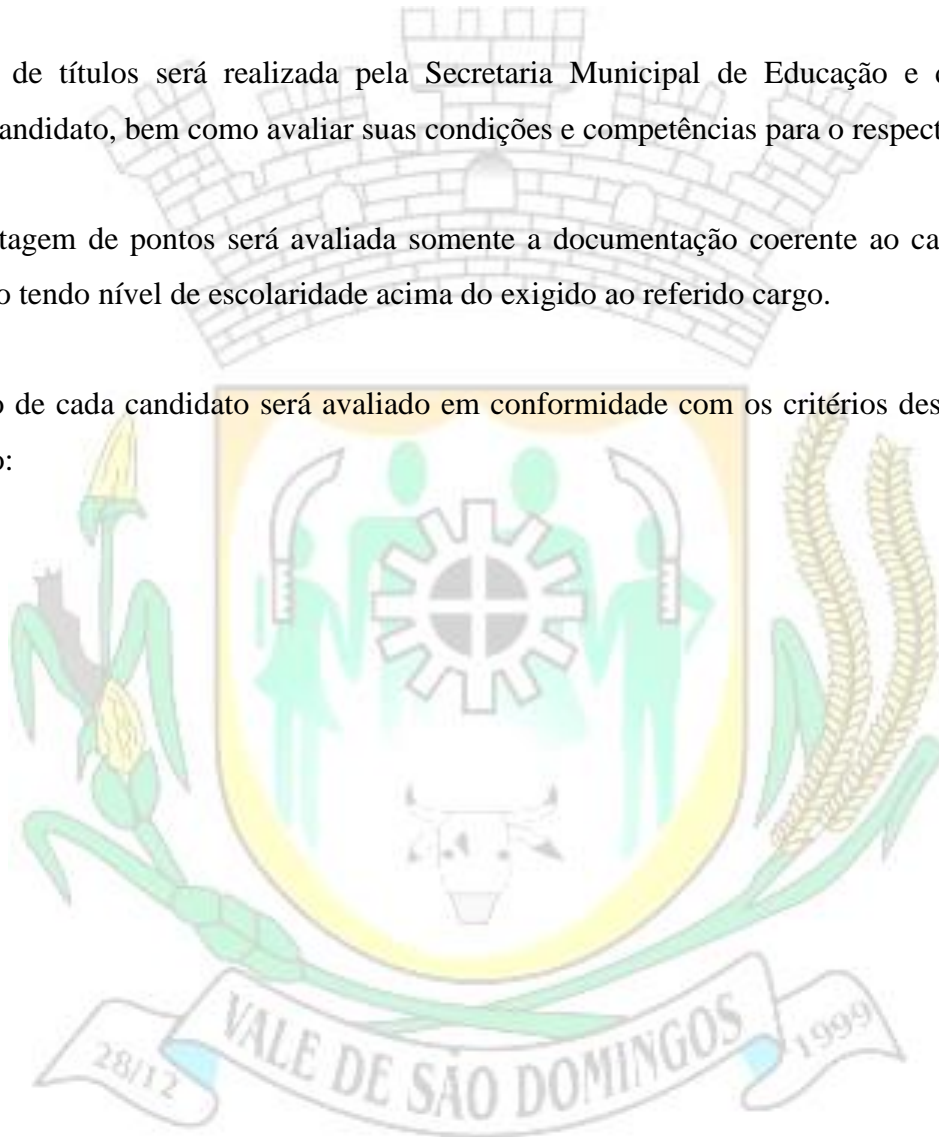 de títulos será realizada pela Secretaria Municipal de Educação e
andidato, bem como avaliar suas condições e competências para o respect
tagem de pontos será avaliada somente a documentação coerente ao ca
o tendo nível de escolaridade acima do exigido ao referido cargo.
o de cada candidato será avaliado em conformidade com os critérios des
o:
28/12 VALE DE SÃO DOMINGOS 1999